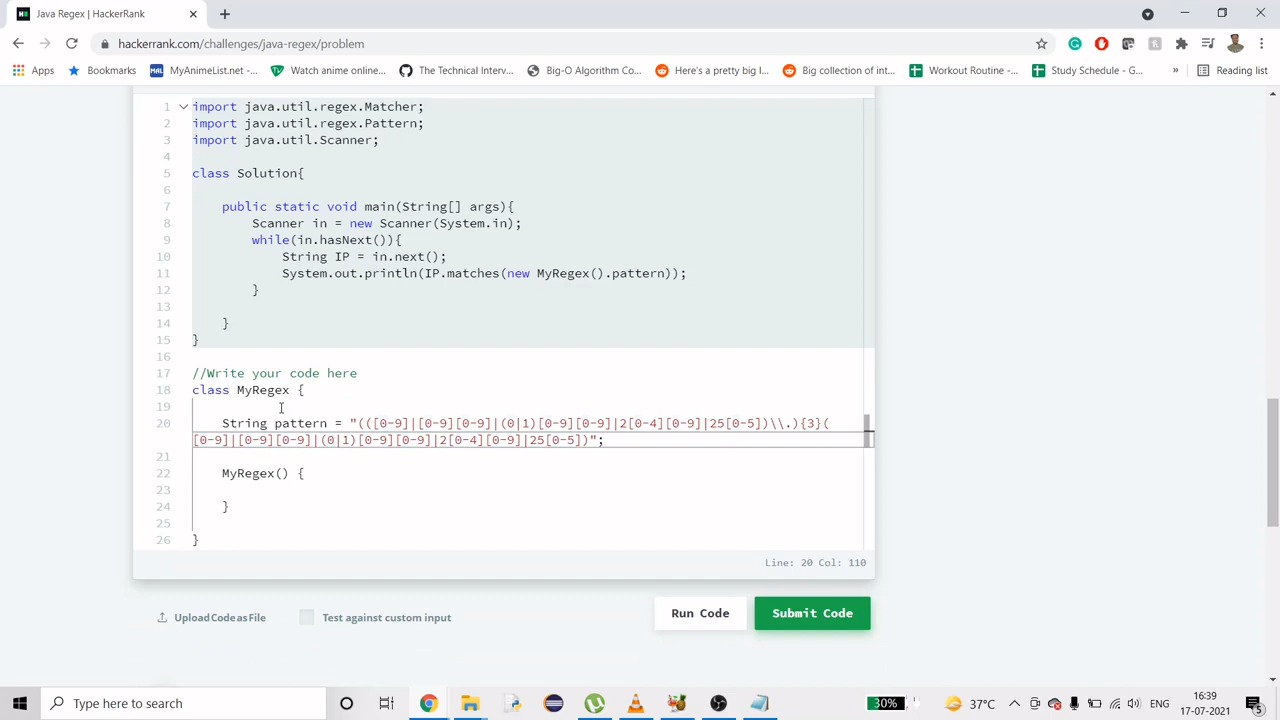 Java Regex | HackerRank
hackerrank.com/challenges/java-regex/problem
Apps Bookmarks MyAnimeList.net -... Watch anime online... The Technical Interv... Big-O Algorithm Co... Here's a pretty big l... Big collection of int... Workout Routine -... Study Schedule - G... » Reading list
1 import java.util.regex.Matcher;
2 import java.util.regex.Pattern;
3 import java.util.Scanner;
4
5 class Solution{
6
7 public static void main(String[] args){
8 Scanner in = new Scanner(System.in);
9 while(in.hasNext()){
10 String IP = in.next();
11 System.out.println(IP.matches(new MyRegex().pattern));
12 }
13
14 }
15 }
16
17 //Write your code here
18 class MyRegex {
19
20 String pattern = "(([0-9]|[0-9][0-9]|(0|1)[0-9][0-9]|2[0-4][0-9]|25[0-5])\\.){3}(
[0-9]|[0-9][0-9]|(0|1)[0-9][0-9]|2[0-4][0-9]|25[0-5])";
21
22 MyRegex() {
23
24 }
25
26 }
Line: 20 Col: 110
Upload Code as File Test against custom input Run Code Submit Code
Type here to search 30% 37°C ENG 16:39
17-07-2021 5